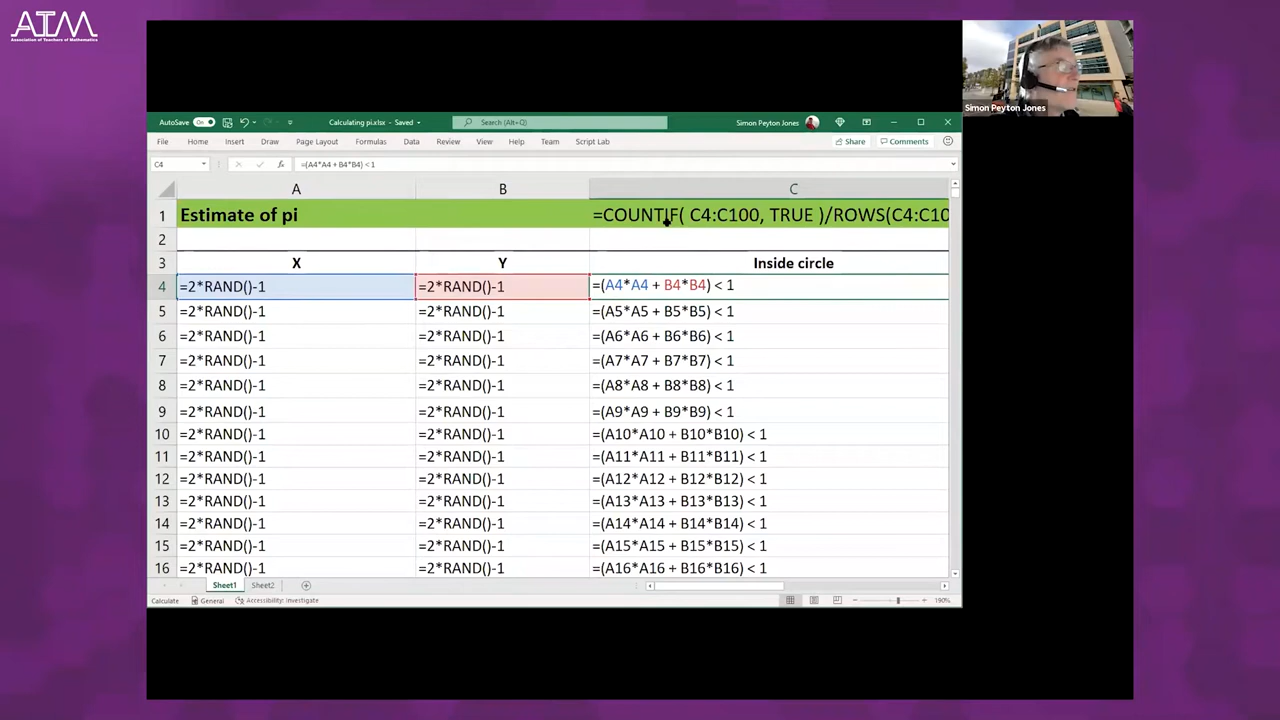 ATM
Association of Teachers of Mathematics
Simon Peyton Jones
AutoSave On Calculating pi.xlsx - Saved Search (Alt+Q) Simon Peyton Jones
File Home Insert Draw Page Layout Formulas Data Review View Help Team Script Lab Share Comments
C4 fx =(A4*A4 + B4*B4) < 1
A B C
1 Estimate of pi =COUNTIF( C4:C100, TRUE )/ROWS(C4:C10
2
3 X Y Inside circle
4 =2*RAND()-1 =2*RAND()-1 =(A4*A4 + B4*B4) < 1
5 =2*RAND()-1 =2*RAND()-1 =(A5*A5 + B5*B5) < 1
6 =2*RAND()-1 =2*RAND()-1 =(A6*A6 + B6*B6) < 1
7 =2*RAND()-1 =2*RAND()-1 =(A7*A7 + B7*B7) < 1
8 =2*RAND()-1 =2*RAND()-1 =(A8*A8 + B8*B8) < 1
9 =2*RAND()-1 =2*RAND()-1 =(A9*A9 + B9*B9) < 1
10 =2*RAND()-1 =2*RAND()-1 =(A10*A10 + B10*B10) < 1
11 =2*RAND()-1 =2*RAND()-1 =(A11*A11 + B11*B11) < 1
12 =2*RAND()-1 =2*RAND()-1 =(A12*A12 + B12*B12) < 1
13 =2*RAND()-1 =2*RAND()-1 =(A13*A13 + B13*B13) < 1
14 =2*RAND()-1 =2*RAND()-1 =(A14*A14 + B14*B14) < 1
15 =2*RAND()-1 =2*RAND()-1 =(A15*A15 + B15*B15) < 1
16 =2*RAND()-1 =2*RAND()-1 =(A16*A16 + B16*B16) < 1
Sheet1 Sheet2
Calculate General Accessibility: Investigate 190%